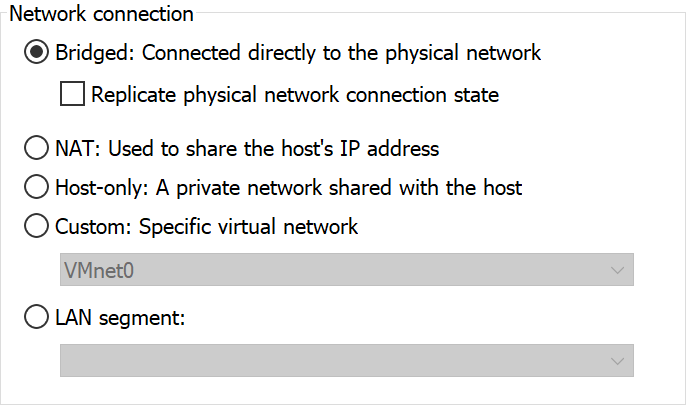 Network connection
Bridged: Connected directly to the physical network
Replicate physical network connection state
NAT: Used to share the host's IP address
Host-only: A private network shared with the host
Custom: Specific virtual network
VMnet0
LAN segment: